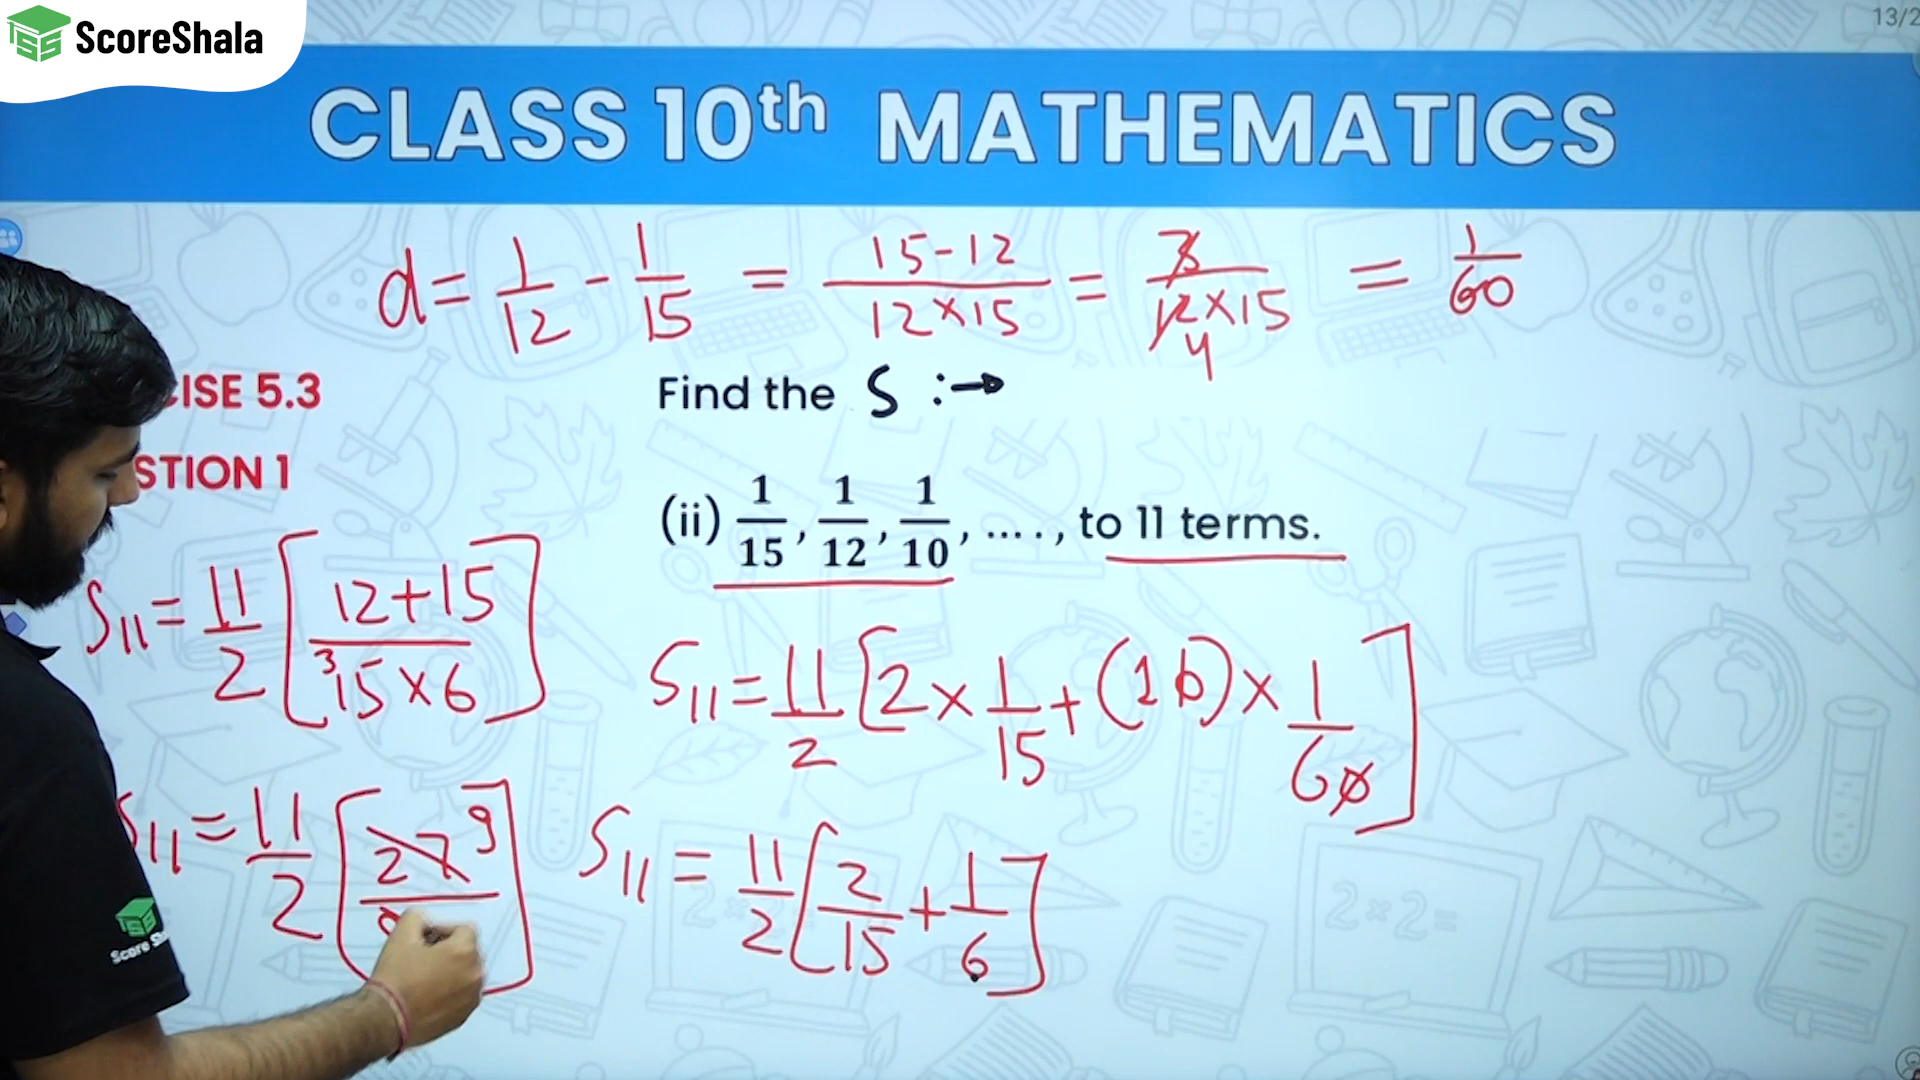 ScoreShala
13/2
CLASS 10th MATHEMATICS
d = 1/12 - 1/15 = 15-12/12×15 = 3/12×15 4 = 1/60
CISE 5.3
Find the S :→
STION 1
(ii) 1/15, 1/12, 1/10, ...., to 11 terms.
S11 = 11/2 [12+15/15×6] 3
S11 = 11/2 [2 × 1/15 + (10) × 1/60]
S11 = 11/2 [27/ ] 9
S11 = 11/2 [2/15 + 1/6]
2×2=